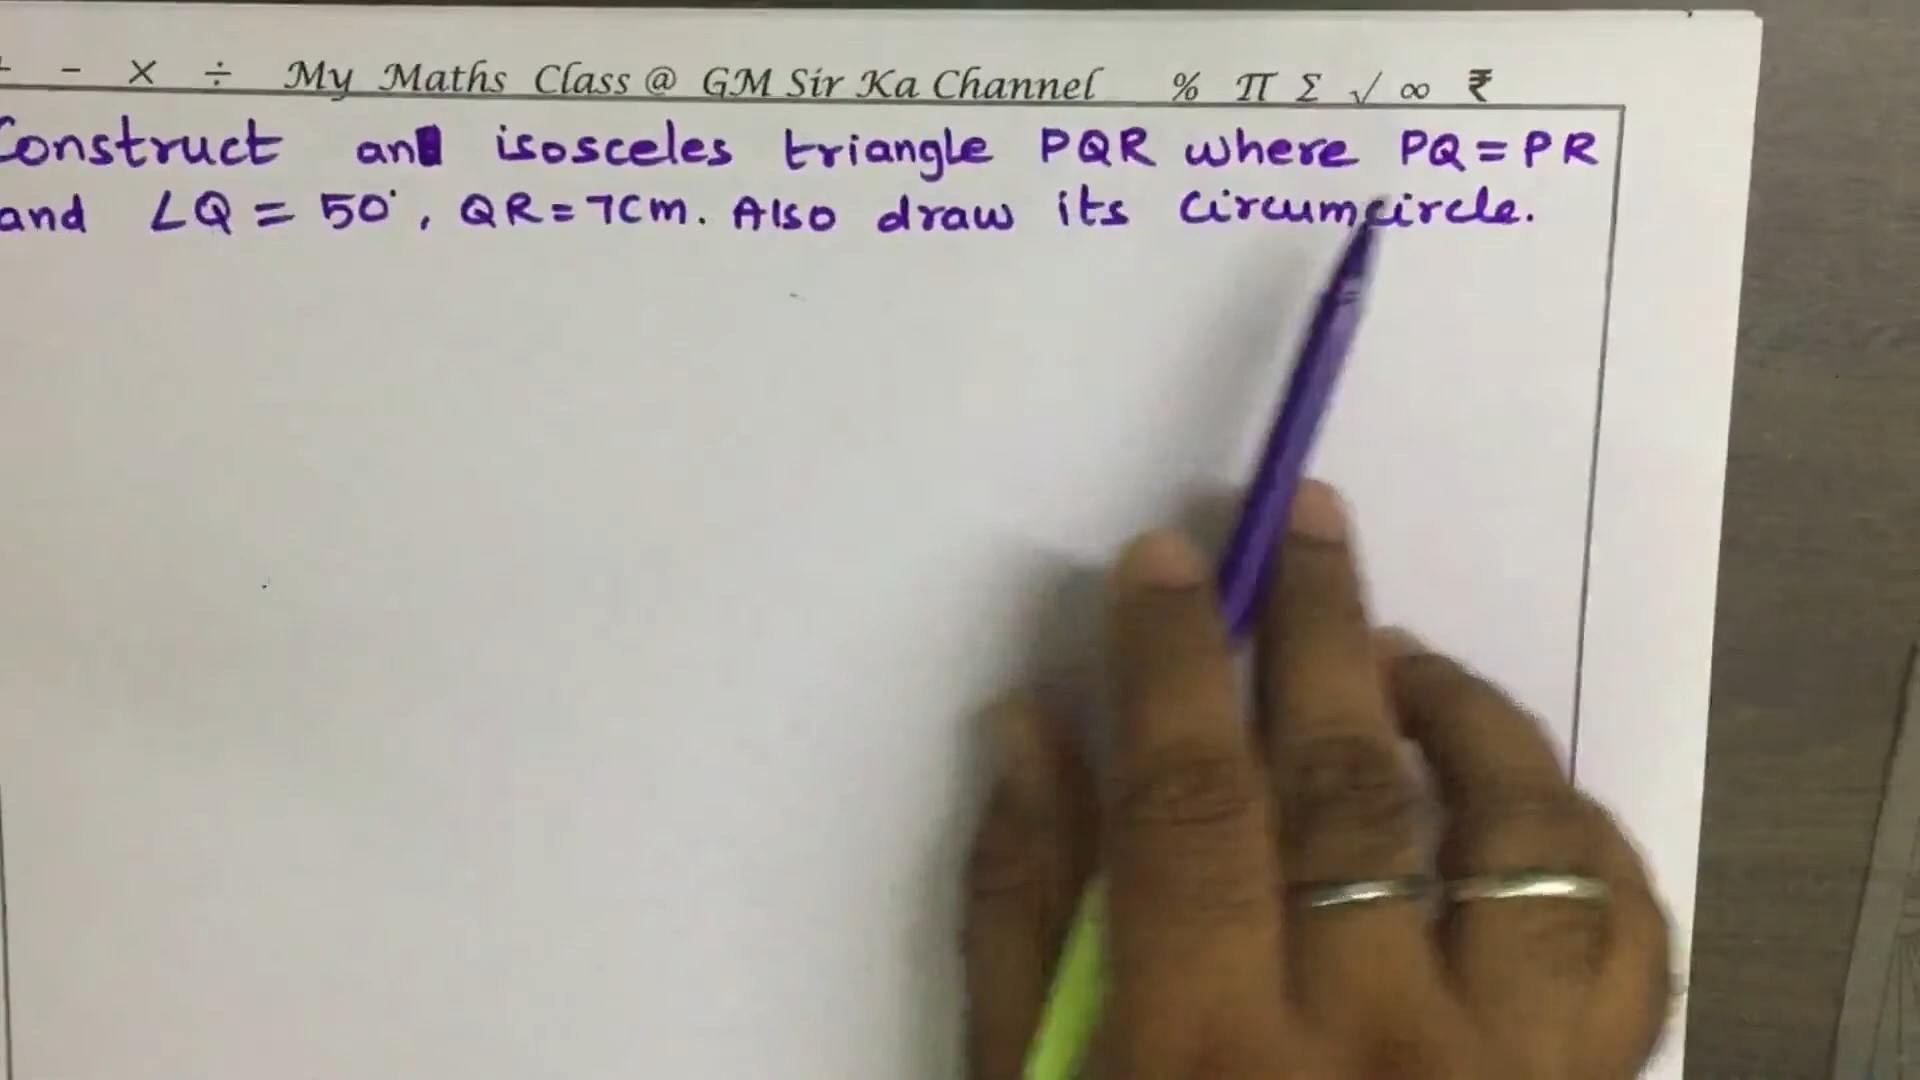 - × ÷ My Maths Class @ GM Sir Ka Channel % Π Σ √ ∞ ₹
Construct an isosceles triangle PQR where PQ = PR
and ∠Q = 50°, QR = 7cm. Also draw its circumcircle.